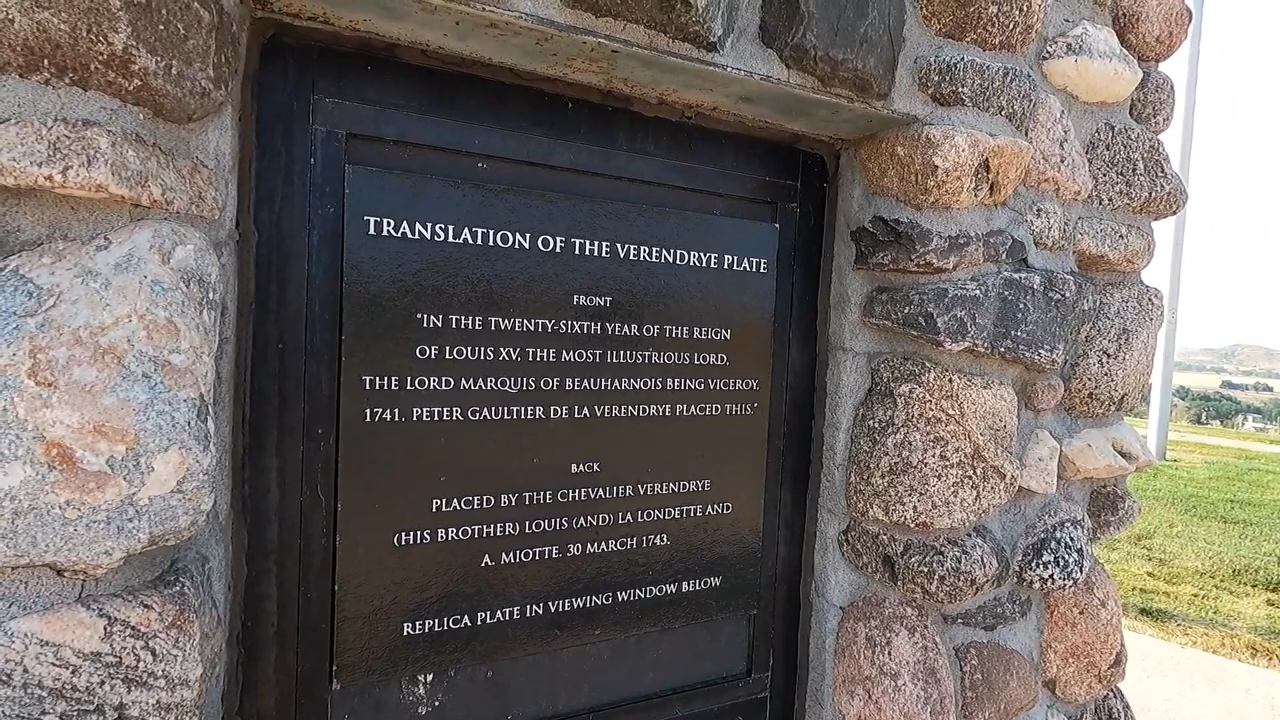 TRANSLATION OF THE VERENDRYE PLATE
FRONT
"IN THE TWENTY-SIXTH YEAR OF THE REIGN
OF LOUIS XV, THE MOST ILLUSTRIOUS LORD,
THE LORD MARQUIS OF BEAUHARNOIS BEING VICEROY,
1741, PETER GAULTIER DE LA VERENDRYE PLACED THIS."
BACK
PLACED BY THE CHEVALIER VERENDRYE
(HIS BROTHER) LOUIS (AND) LA LONDETTE AND
A. MIOTTE. 30 MARCH 1743.
REPLICA PLATE IN VIEWING WINDOW BELOW